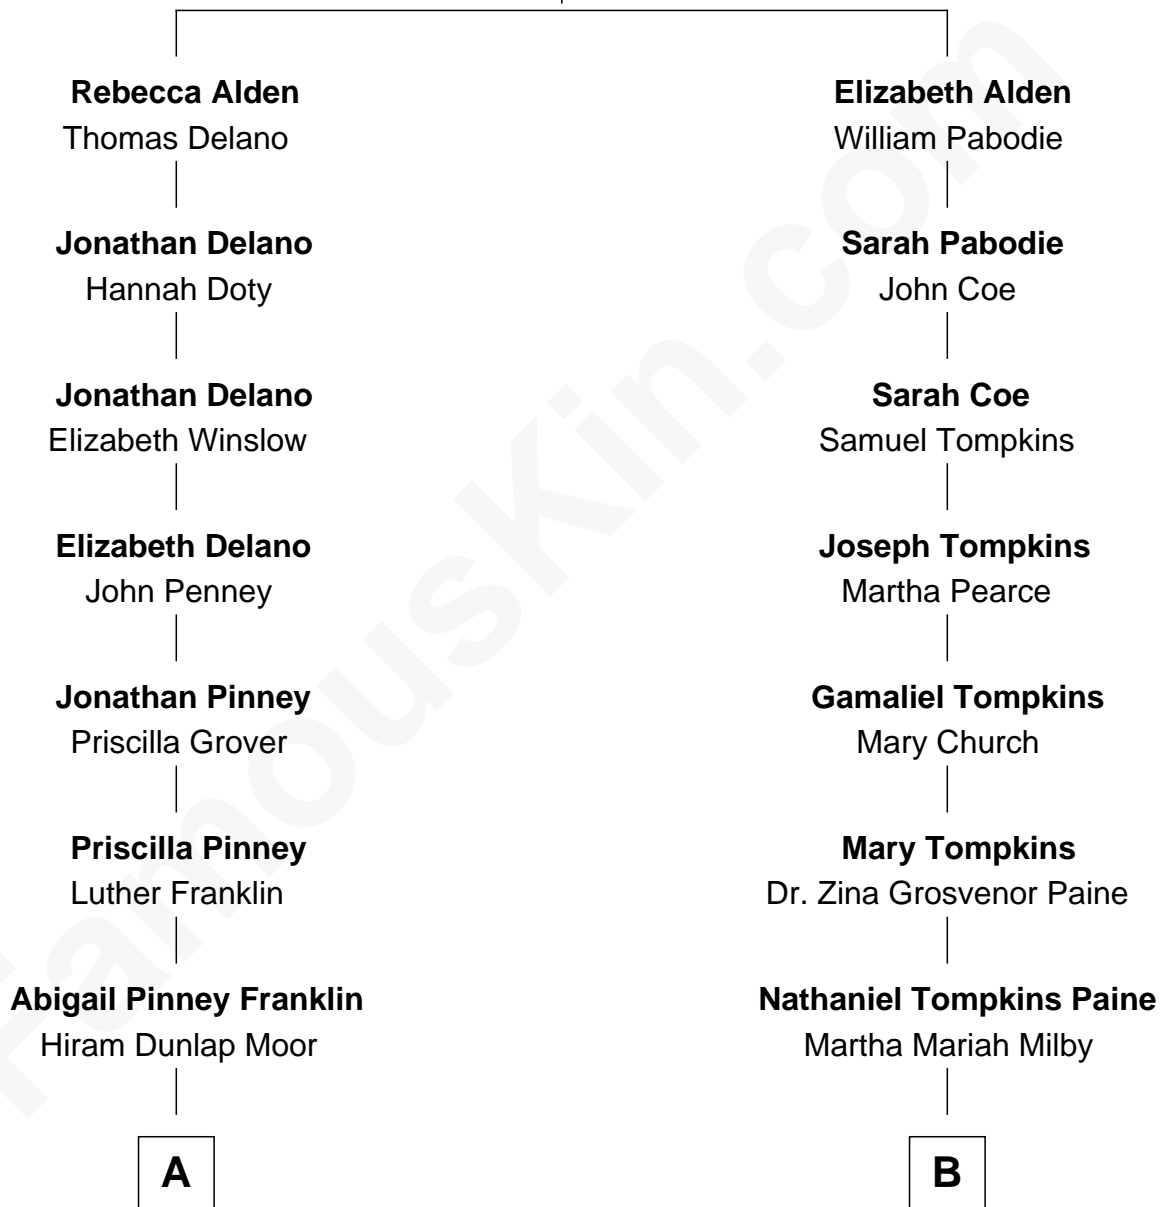 Rebecca Alden
Thomas Delano
Jonathan Delano
Hannah Doty
Jonathan Delano
Elizabeth Winslow
Elizabeth Delano
John Penney
Jonathan Pinney
Priscilla Grover
Priscilla Pinney
Luther Franklin
Abigail Pinney Franklin
Hiram Dunlap Moor
A
Elizabeth Alden
William Pabodie
Sarah Pabodie
John Coe
Sarah Coe
Samuel Tompkins
Joseph Tompkins
Martha Pearce
Gamaliel Tompkins
Mary Church
Mary Tompkins
Dr. Zina Grosvenor Paine
Nathaniel Tompkins Paine
Martha Mariah Milby
B
FamousKin.com